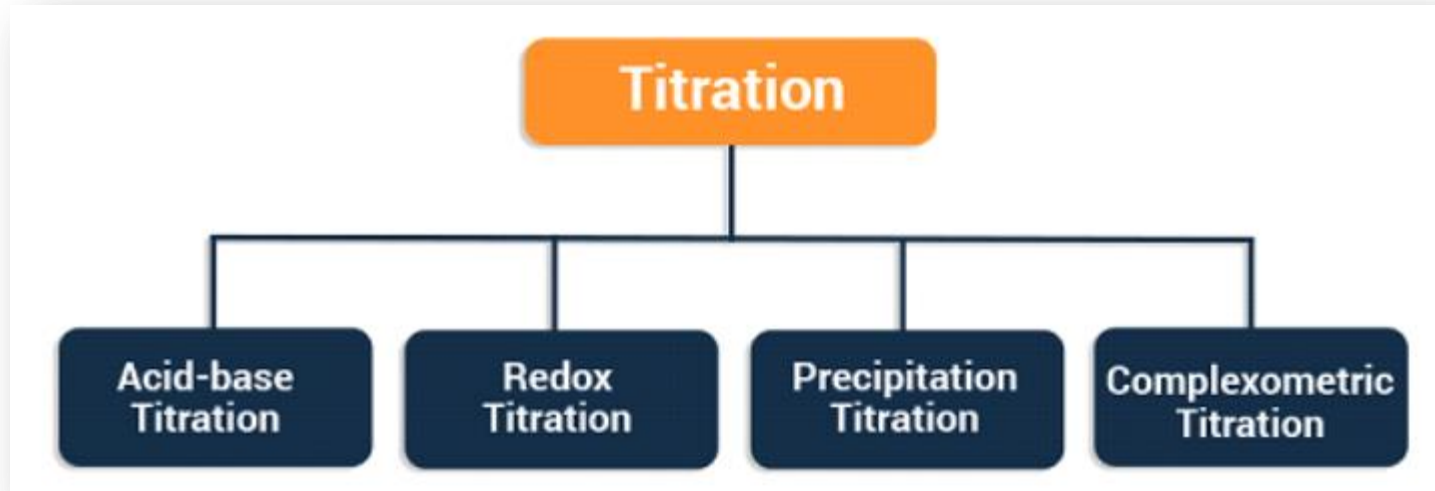 Titration
Acid-base
Titration
Redox
Titration
Precipitation
Titration
Complexometric
Titration